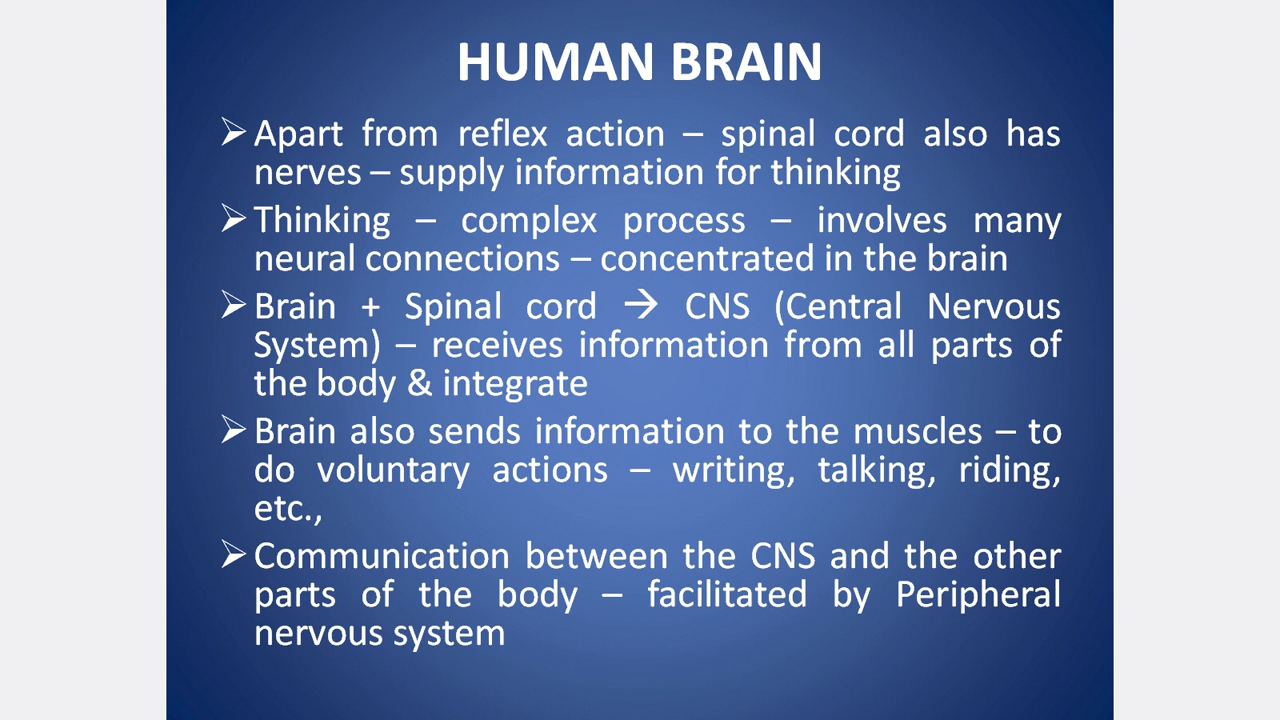 HUMAN BRAIN
➢Apart from reflex action – spinal cord also has
nerves – supply information for thinking
➢Thinking – complex process – involves many
neural connections – concentrated in the brain
➢Brain + Spinal cord → CNS (Central Nervous
System) – receives information from all parts of
the body & integrate
➢Brain also sends information to the muscles – to
do voluntary actions – writing, talking, riding,
etc.,
➢Communication between the CNS and the other
parts of the body – facilitated by Peripheral
nervous system